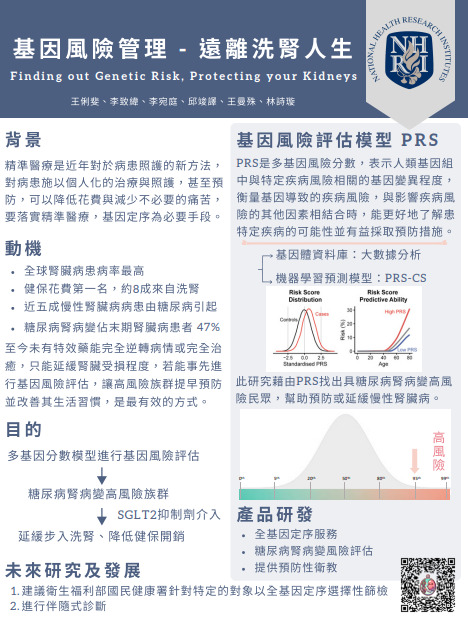 基因風險管理 - 遠離洗腎人生
Finding out Genetic Risk, Protecting your Kidneys
王俐斐、李致緯、李宛庭、邱竣譯、王曼殊、林詩璇
NATIONAL HEALTH RESEARCH INSTITUTES
NH
RI
背景
精準醫療是近年對於病患照護的新方法，
對病患施以個人化的治療與照護，甚至預
防，可以降低花費與減少不必要的痛苦，
要落實精準醫療，基因定序為必要手段。
動機
• 全球腎臟病患病率最高
• 健保花費第一名，約8成來自洗腎
• 近五成慢性腎臟病病患由糖尿病引起
• 糖尿病腎病變佔末期腎臟病患者 47%
至今未有特效藥能完全逆轉病情或完全治
癒，只能延緩腎臟受損程度，若能事先進
行基因風險評估，讓高風險族群提早預防
並改善其生活習慣，是最有效的方式。
目的
多基因分數模型進行基因風險評估
糖尿病腎病變高風險族群
SGLT2抑制劑介入
延緩步入洗腎、降低健保開銷
基因風險評估模型 PRS
PRS是多基因風險分數，表示人類基因組
中與特定疾病風險相關的基因變異程度，
衡量基因導致的疾病風險，與影響疾病風
險的其他因素相結合時，能更好地了解患
特定疾病的可能性並有益採取預防措施。
基因體資料庫：大數據分析
機器學習預測模型：PRS-CS
Risk Score
Distribution
Controls
Cases
−2.5 0.0 2.5
Standardised PRS
Risk Score
Predictive Ability
High PRS
Low PRS
Risk (%)
30
20
10
0
0 20 40 60 80
Age
此研究藉由PRS找出具糖尿病腎病變高風
險民眾，幫助預防或延緩慢性腎臟病。
高風險
0th 5th 20th 50th 80th 95th 99th
產品研發
• 全基因定序服務
• 糖尿病腎病變風險評估
• 提供預防性衛教
未來研究及發展
1.建議衛生福利部國民健康署針對特定的對象以全基因定序選擇性篩檢
2.進行伴隨式診斷